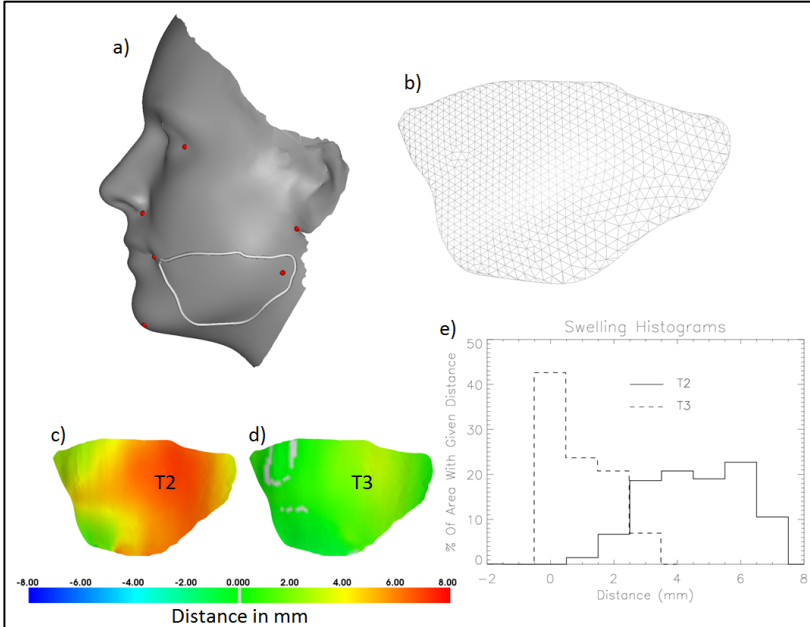 a)
b)
c)
T2
d)
T3
-8.00 -6.00 -4.00 -2.00 0.000 2.00 4.00 6.00 8.00
Distance in mm
e)
Swelling Histograms
% Of Area With Given Distance
50
40
30
20
10
0
T2
T3
-2 0 2 4 6 8
Distance (mm)